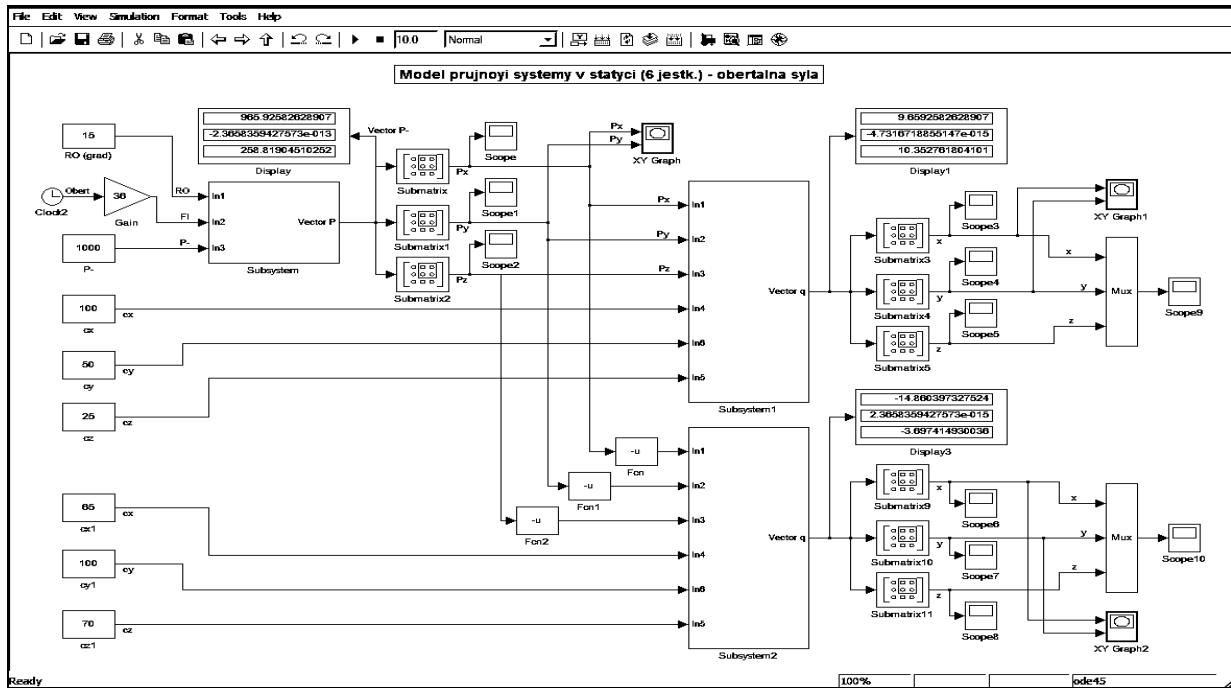 File Edit View Simulation Format Tools Help
10.0 Normal
Model prujnoyi systemy v statyci (6 jestk.) - obertalna syla
15
RO (grad)
Obert
Clock2
36
Gain
1000
P-
RO
FI
P-
In1
In2
In3
Vector P
Subsystem
965.92582628907
-2.3658359427573e-013
258.81904510252
Display
Vector P-
Submatrix
Px
Scope
Submatrix1
Py
Scope1
Submatrix2
Pz
Scope2
Px
Py
XY Graph
100
cx
cx
50
cy
cy
25
cz
cz
Px
Py
Pz
In1
In2
In3
In4
In6
In5
Vector q
Subsystem1
9.6592582628907
-4.7316718855147e-015
10.352761804101
Display1
Submatrix3
x
Scope3
Submatrix4
y
Scope4
Submatrix5
z
Scope5
XY Graph1
x
y
z
Mux
Scope9
-u
Fcn
-u
Fcn1
-u
Fcn2
65
cx
cx1
100
cy
cy1
70
cz
cz1
In1
In2
In3
In4
In6
In5
Vector q
Subsystem2
-14.860397327524
2.3658359427573e-015
-3.697414930036
Display3
Submatrix9
x
Scope6
Submatrix10
y
Scope7
Submatrix11
z
Scope8
x
y
z
Mux
Scope10
XY Graph2
Ready
100%
ode45